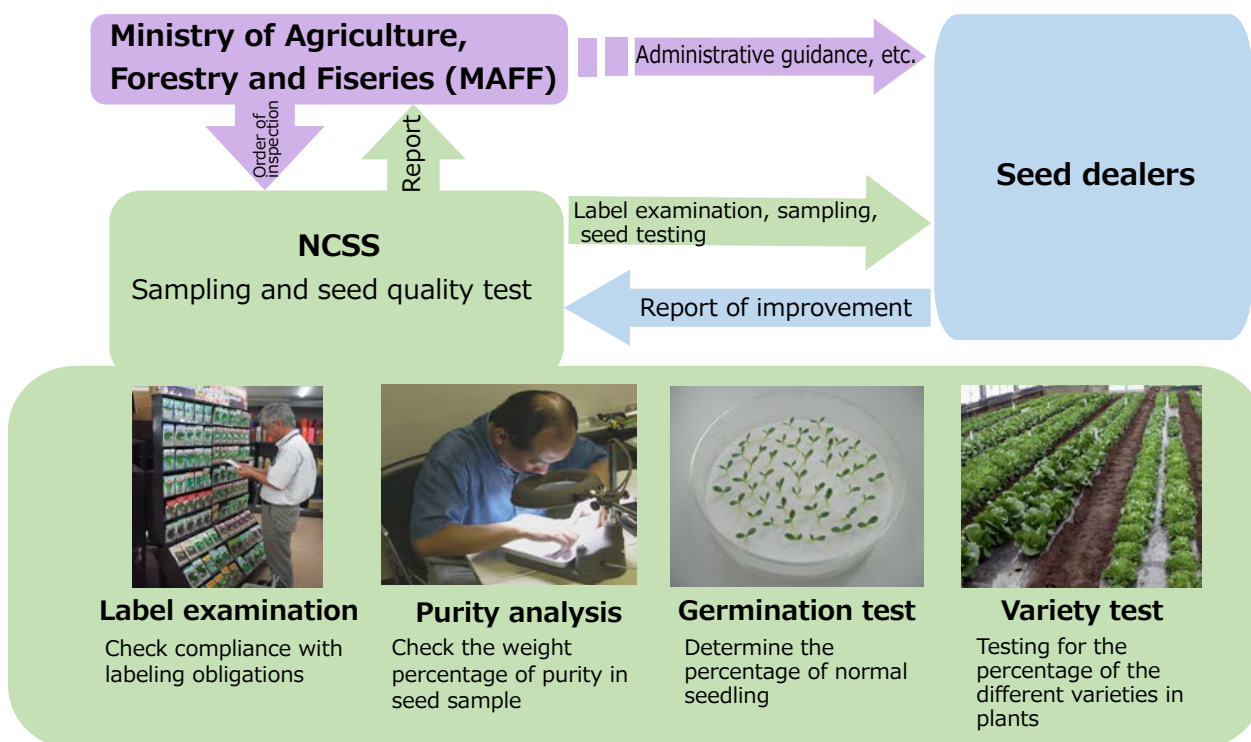 Ministry of Agriculture,
Forestry and Fiseries (MAFF)
Administrative guidance, etc.
Order of
inspection
Report
Seed dealers
NCSS
Sampling and seed quality test
Label examination, sampling,
seed testing
Report of improvement
Label examination
Check compliance with
labeling obligations
Purity analysis
Check the weight
percentage of purity in
seed sample
Germination test
Determine the
percentage of normal
seedling
Variety test
Testing for the
percentage of the
different varieties in
plants